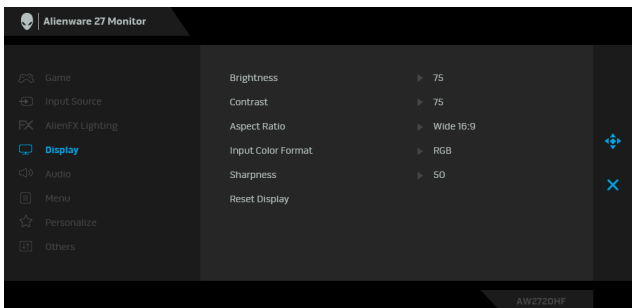 Alienware 27 Monitor
Game
Input Source
FX AlienFX Lighting
Display
Audio
Menu
Personalize
Others
Brightness 75
Contrast 75
Aspect Ratio Wide 16:9
Input Color Format RGB
Sharpness 50
Reset Display
AW2720HF